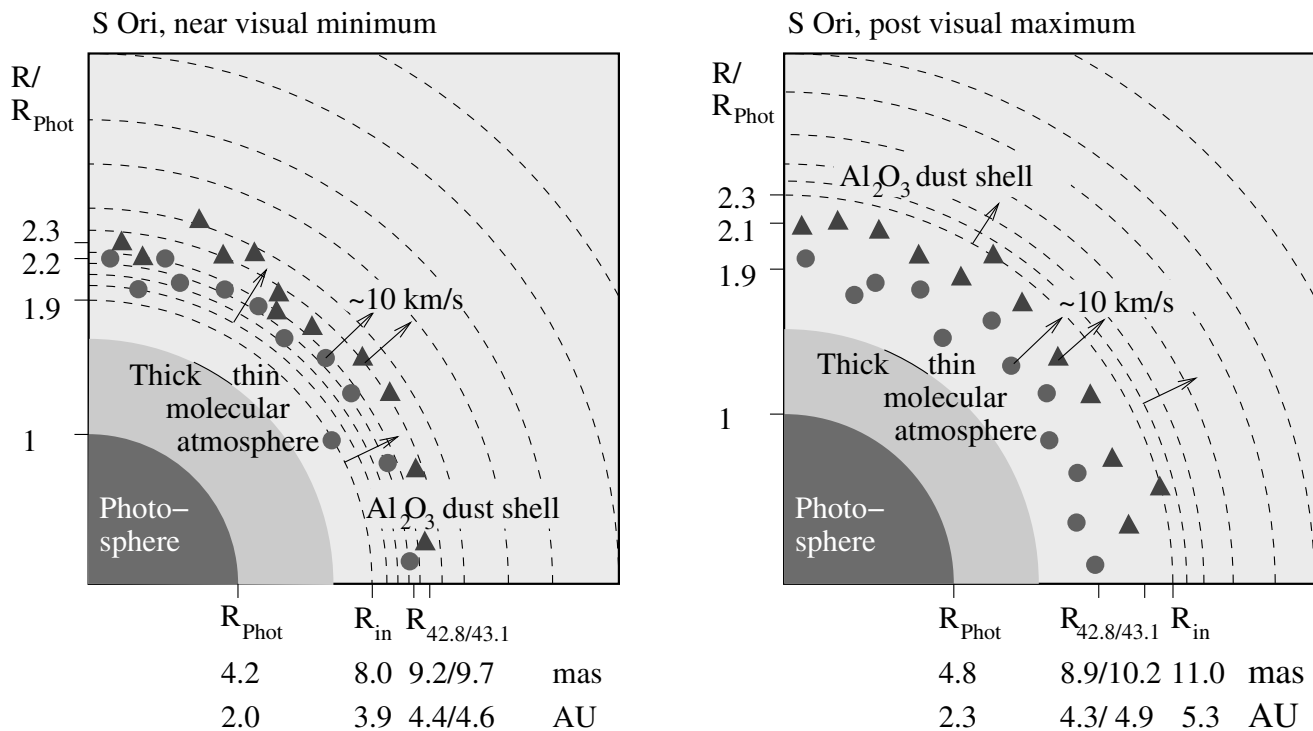 S Ori, near visual minimum
R/
R_Phot
2.3
2.2
1.9
1
~10 km/s
Thick thin
molecular
atmosphere
Al2O3 dust shell
Photo−
sphere
R_Phot R_in R_42.8/43.1
4.2 8.0 9.2/9.7 mas
2.0 3.9 4.4/4.6 AU
S Ori, post visual maximum
R/
R_Phot
2.3
2.1
1.9
1
Al2O3 dust shell
~10 km/s
Thick thin
molecular
atmosphere
Photo−
sphere
R_Phot R_42.8/43.1 R_in
4.8 8.9/10.2 11.0 mas
2.3 4.3/ 4.9 5.3 AU